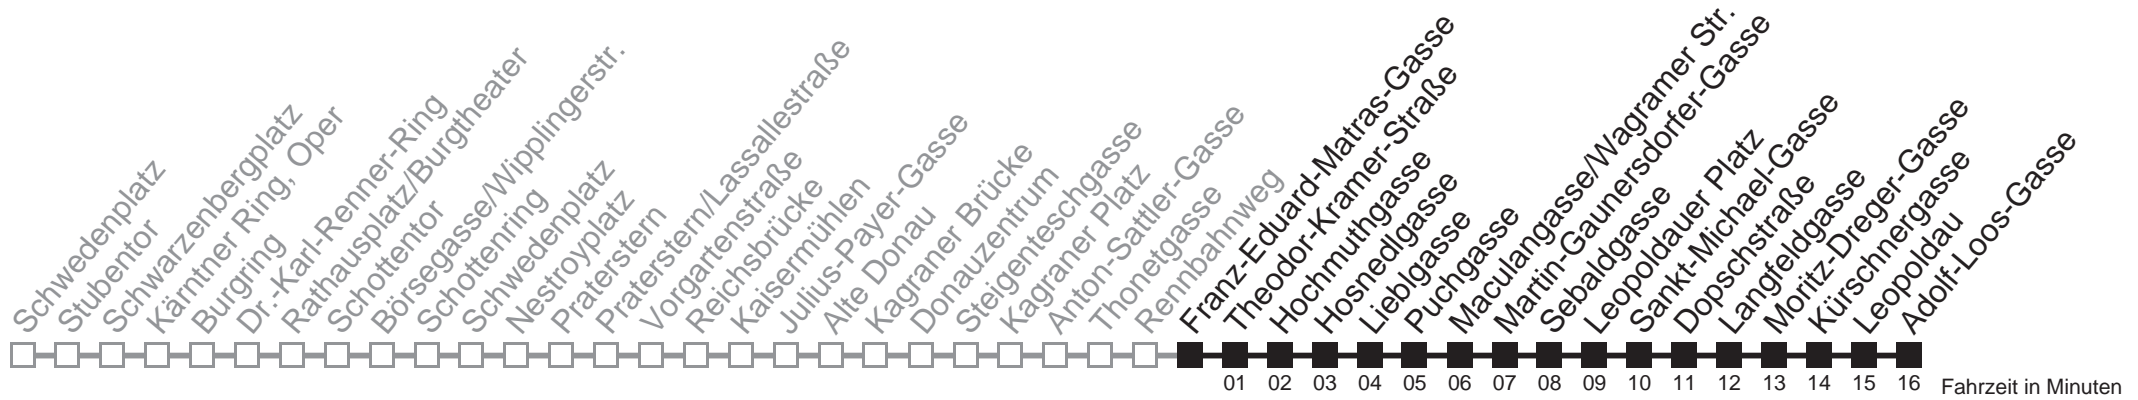 Schwedenplatz
Stubentor
Schwarzenbergplatz
Kärntner Ring, Oper
Burgring
Dr.-Karl-Renner-Ring
Rathausplatz/Burgtheater
Schottentor
Börsegasse/Wipplingerstr.
Schottenring
Schwedenplatz
Nestroyplatz
Praterstern
Praterstern/Lassallestraße
Vorgartenstraße
Reichsbrücke
Kaisermühlen
Julius-Payer-Gasse
Alte Donau
Kagraner Brücke
Donauzentrum
Steigenteschgasse
Kagraner Platz
Anton-Sattler-Gasse
Thonetgasse
Rennbahnweg
Franz-Eduard-Matras-Gasse
Theodor-Kramer-Straße
Hochmuthgasse
Hosnedlgasse
Lieblgasse
Puchgasse
Maculangasse/Wagramer Str.
Martin-Gaunersdorfer-Gasse
Sebaldgasse
Leopoldauer Platz
Sankt-Michael-Gasse
Dopschstraße
Langfeldgasse
Moritz-Dreger-Gasse
Kürschnergasse
Leopoldau
Adolf-Loos-Gasse
01 02 03 04 05 06 07 08 09 10 11 12 13 14 15 16 Fahrzeit in Minuten